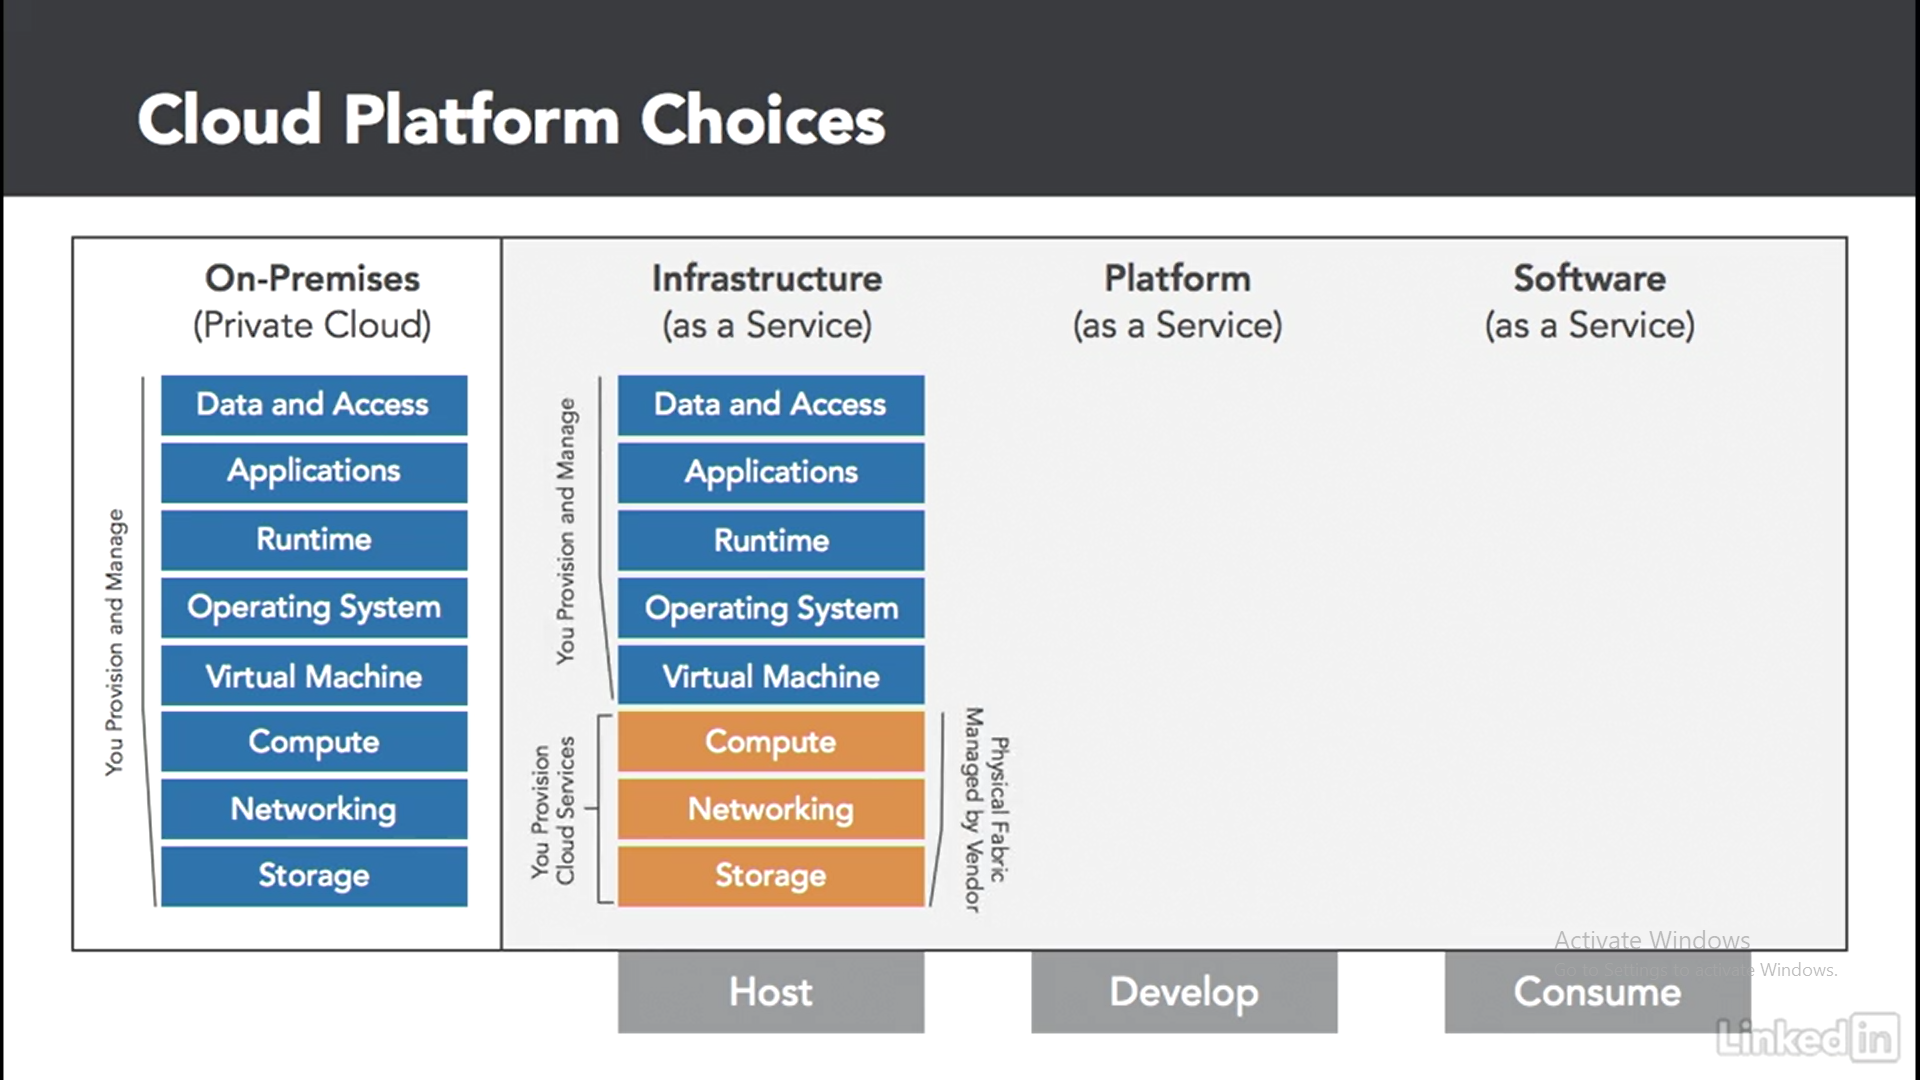 Cloud Platform Choices
On-Premises
(Private Cloud)
You Provision and Manage
Data and Access
Applications
Runtime
Operating System
Virtual Machine
Compute
Networking
Storage
Infrastructure
(as a Service)
You Provision and Manage
You Provision
Cloud Services
Data and Access
Applications
Runtime
Operating System
Virtual Machine
Compute
Networking
Storage
Physical Fabric
Managed by Vendor
Platform
(as a Service)
Software
(as a Service)
Host
Develop
Consume
Activate Windows
Go to Settings to activate Windows.
LinkedIn